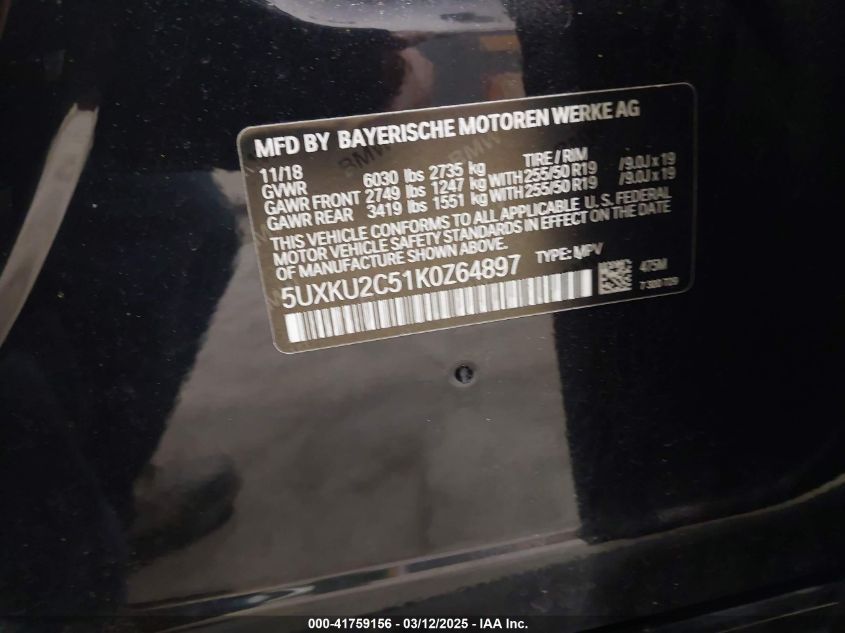 MFD BY BAYERISCHE MOTOREN WERKE AG
11/18 TIRE / RIM
GVWR 6030 lbs 2735 kg
GAWR FRONT 2749 lbs 1247 kg WITH 255/50 R19 /9.0J x 19
GAWR REAR 3419 lbs 1551 kg WITH 255/50 R19 /9.0J x 19
THIS VEHICLE CONFORMS TO ALL APPLICABLE U.S. FEDERAL
MOTOR VEHICLE SAFETY STANDARDS IN EFFECT ON THE DATE
OF MANUFACTURE SHOWN ABOVE.
5UXKU2C51K0Z64897 TYPE: MPV
475M
7300709
000-41759156 - 03/12/2025 - IAA Inc.